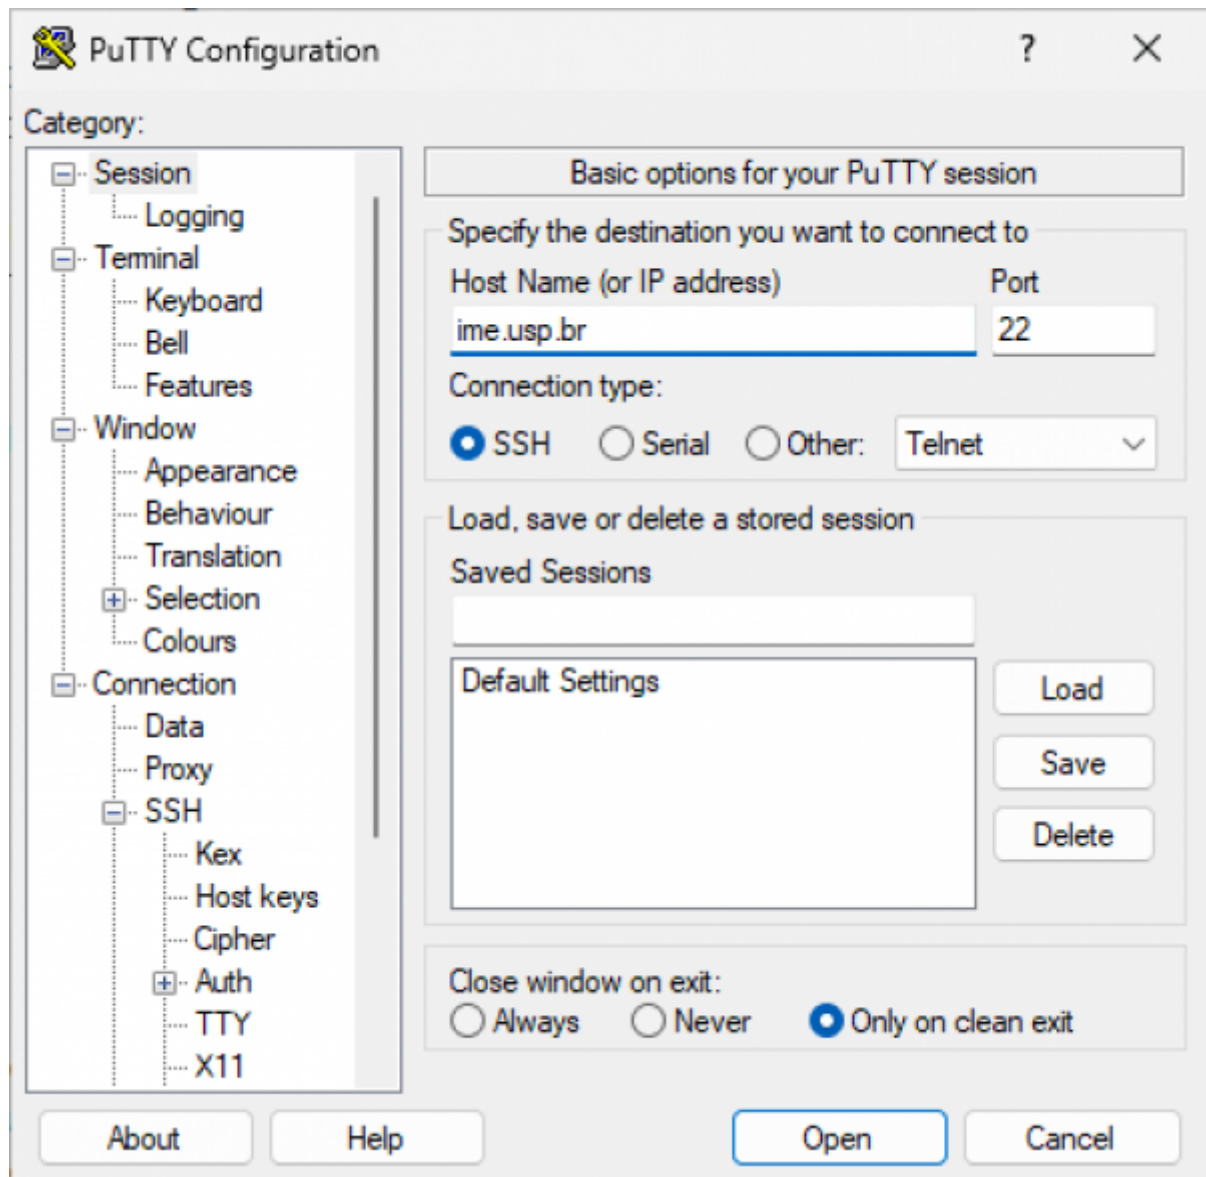 PuTTY Configuration
?
Category:
Session
Logging
Terminal
Keyboard
Bell
Features
Window
Appearance
Behaviour
Translation
Selection
Colours
Connection
Data
Proxy
SSH
Kex
Host keys
Cipher
Auth
TTY
X11
Basic options for your PuTTY session
Specify the destination you want to connect to
Host Name (or IP address) Port
ime.usp.br 22
Connection type:
SSH Serial Other: Telnet
Load, save or delete a stored session
Saved Sessions
Default Settings
Load
Save
Delete
Close window on exit:
Always Never Only on clean exit
About Help Open Cancel